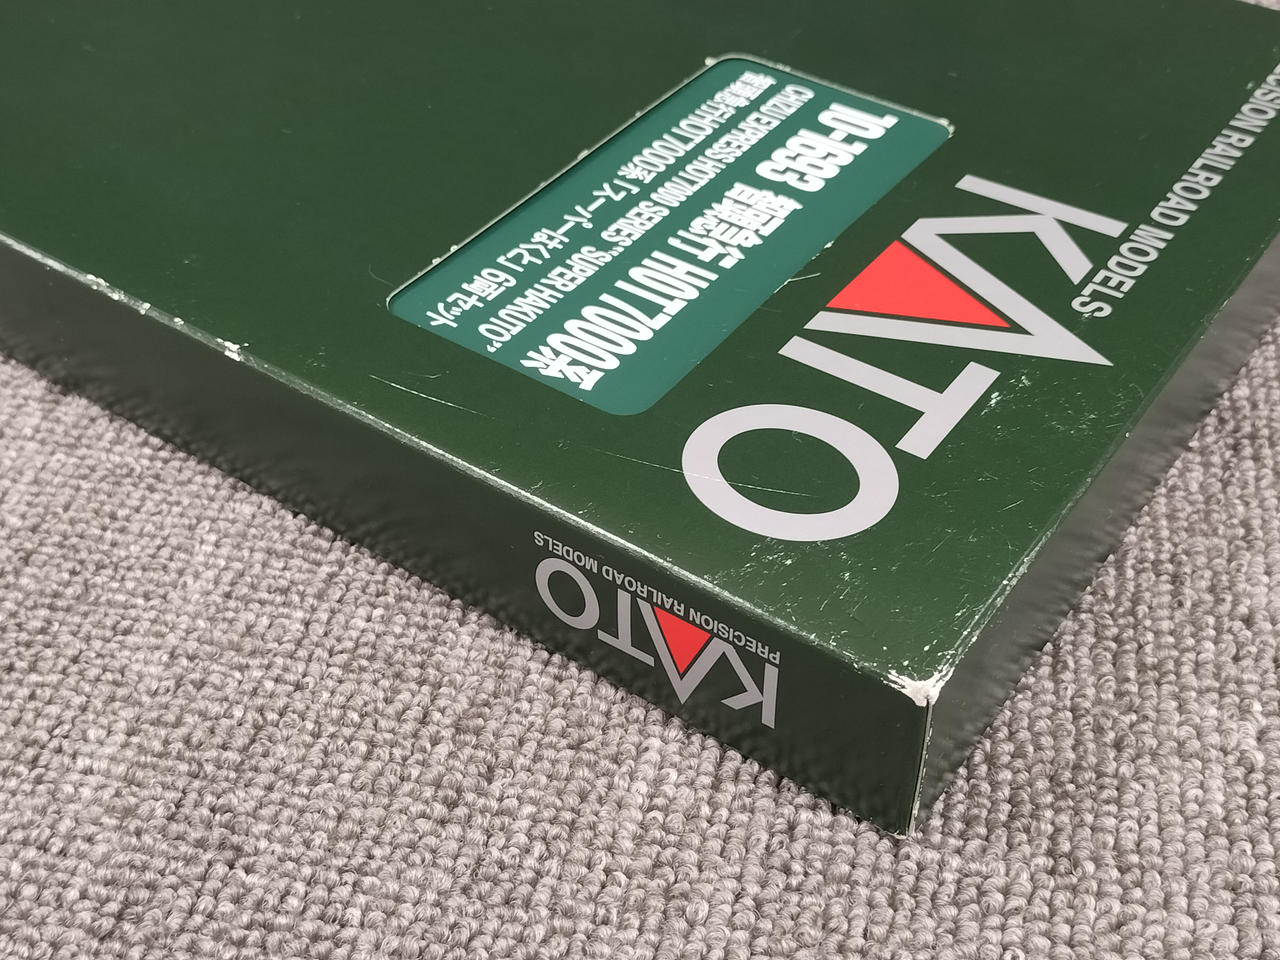 PRECISION RAILROAD MODELS
KATO
10-1693 智頭急行 HOT7000系
CHIZU EXPRESS HOT7000 SERIES "SUPER HAKUTO"
智頭急行HOT7000系「スーパーはくと」6両セット
KATO
PRECISION RAILROAD MODELS